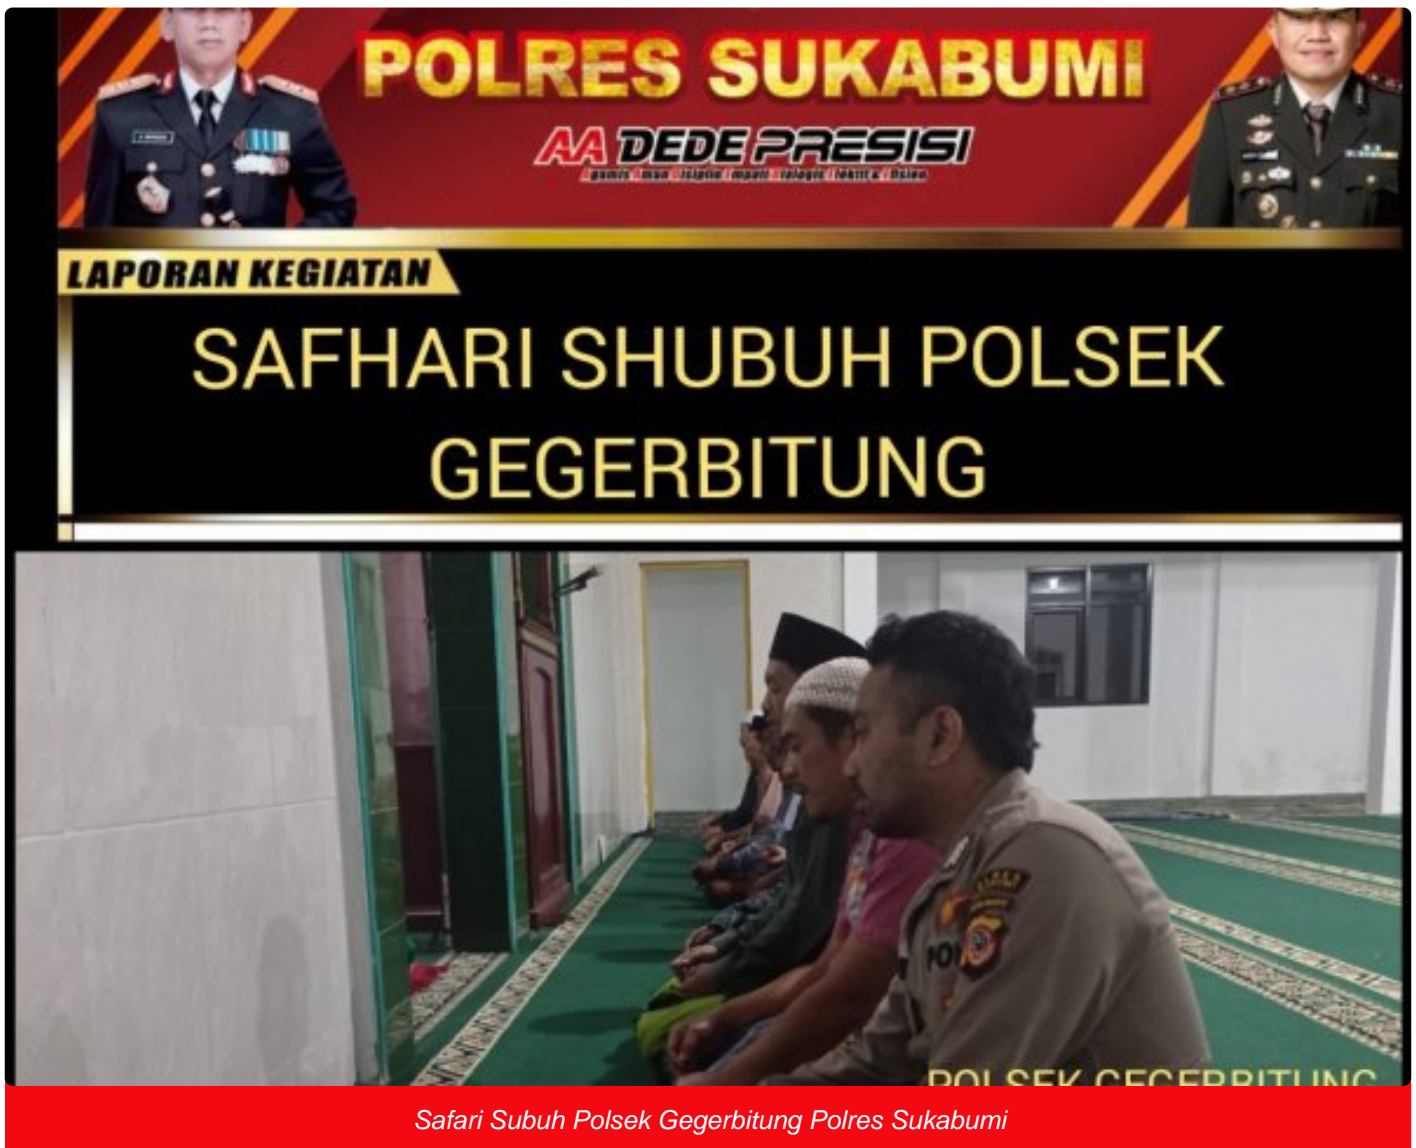 POLRES SUKABUMI
AA DEDE PRESISI
LAPORAN KEGIATAN
SAFHARI SHUBUH POLSEK
GEGERBITUNG
POLSEK GEGERBITUNG
Safari Subuh Polsek Gegerbitung Polres Sukabumi